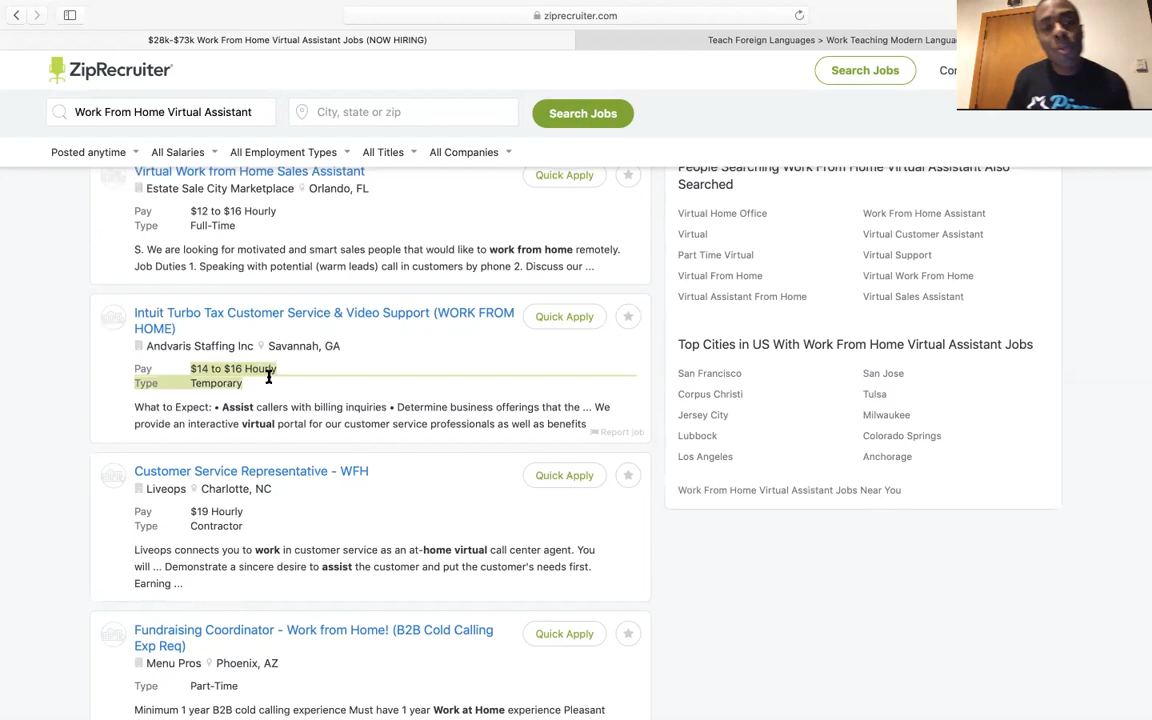 ziprecruiter.com
$28k-$73k Work From Home Virtual Assistant Jobs (NOW HIRING)
Teach Foreign Languages > Work Teaching Modern Langua
ZipRecruiter
Search Jobs
Work From Home Virtual Assistant
City, state or zip
Search Jobs
Posted anytime
All Salaries
All Employment Types
All Titles
All Companies
Virtual Work from Home Sales Assistant
Quick Apply
Estate Sale City Marketplace
Orlando, FL
Pay $12 to $16 Hourly
Type Full-Time
S. We are looking for motivated and smart sales people that would like to work from home remotely.
Job Duties 1. Speaking with potential (warm leads) call in customers by phone 2. Discuss our ...
Intuit Turbo Tax Customer Service & Video Support (WORK FROM
HOME)
Quick Apply
Andvaris Staffing Inc
Savannah, GA
Pay $14 to $16 Hourly
Type Temporary
What to Expect: • Assist callers with billing inquiries • Determine business offerings that the ... We
provide an interactive virtual portal for our customer service professionals as well as benefits
Report job
Customer Service Representative - WFH
Quick Apply
Liveops
Charlotte, NC
Pay $19 Hourly
Type Contractor
Liveops connects you to work in customer service as an at-home virtual call center agent. You
will ... Demonstrate a sincere desire to assist the customer and put the customer's needs first.
Earning ...
Fundraising Coordinator - Work from Home! (B2B Cold Calling
Exp Req)
Quick Apply
Menu Pros
Phoenix, AZ
Type Part-Time
Minimum 1 year B2B cold calling experience Must have 1 year Work at Home experience Pleasant
People Searching Work From Home Virtual Assistant Also
Searched
Virtual Home Office
Work From Home Assistant
Virtual
Virtual Customer Assistant
Part Time Virtual
Virtual Support
Virtual From Home
Virtual Work From Home
Virtual Assistant From Home
Virtual Sales Assistant
Top Cities in US With Work From Home Virtual Assistant Jobs
San Francisco
San Jose
Corpus Christi
Tulsa
Jersey City
Milwaukee
Lubbock
Colorado Springs
Los Angeles
Anchorage
Work From Home Virtual Assistant Jobs Near You